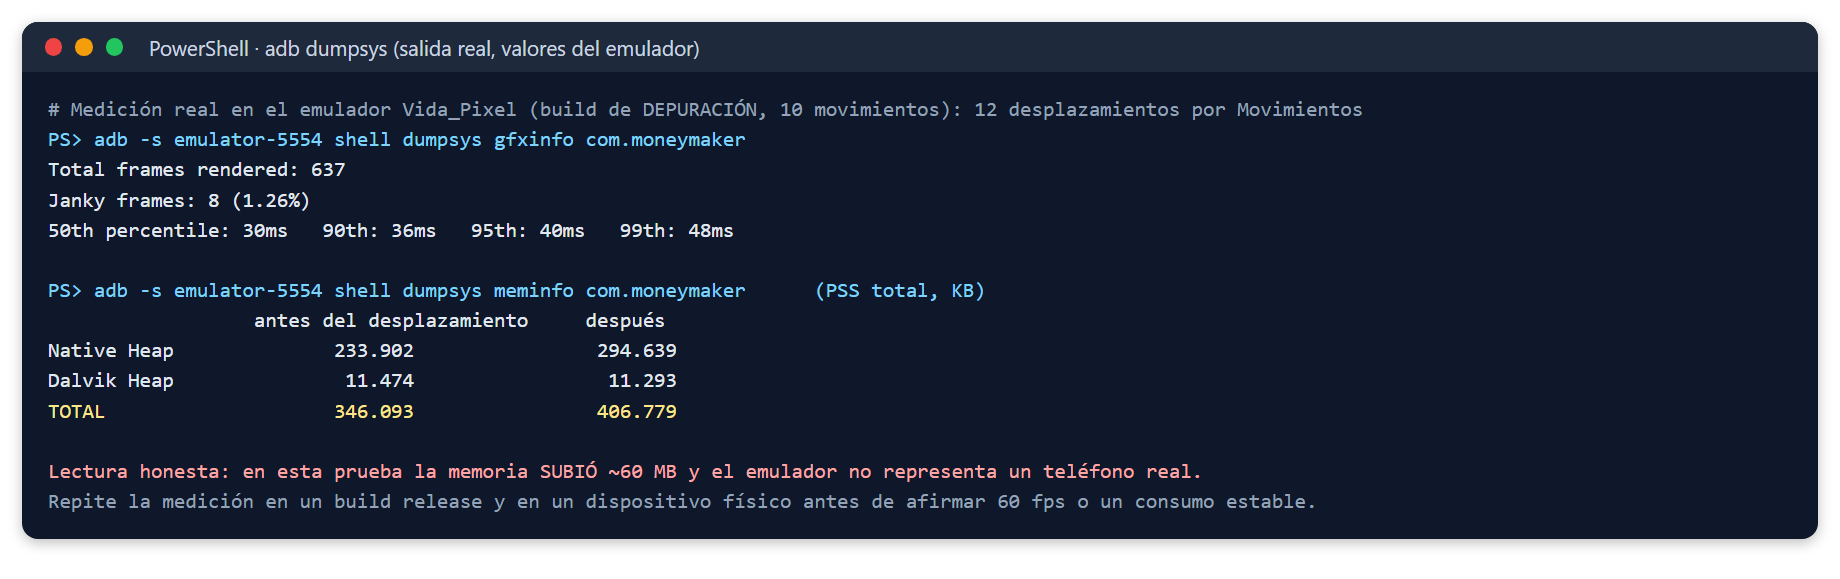 PowerShell · adb dumpsys (salida real, valores del emulador)
# Medición real en el emulador Vida_Pixel (build de DEPURACIÓN, 10 movimientos): 12 desplazamientos por Movimientos
PS> adb -s emulator-5554 shell dumpsys gfxinfo com.moneymaker
Total frames rendered: 637
Janky frames: 8 (1.26%)
50th percentile: 30ms   90th: 36ms   95th: 40ms   99th: 48ms
PS> adb -s emulator-5554 shell dumpsys meminfo com.moneymaker      (PSS total, KB)
antes del desplazamiento     después
Native Heap              233.902                294.639
Dalvik Heap               11.474                 11.293
TOTAL                    346.093                406.779
Lectura honesta: en esta prueba la memoria SUBIÓ ~60 MB y el emulador no representa un teléfono real.
Repite la medición en un build release y en un dispositivo físico antes de afirmar 60 fps o un consumo estable.